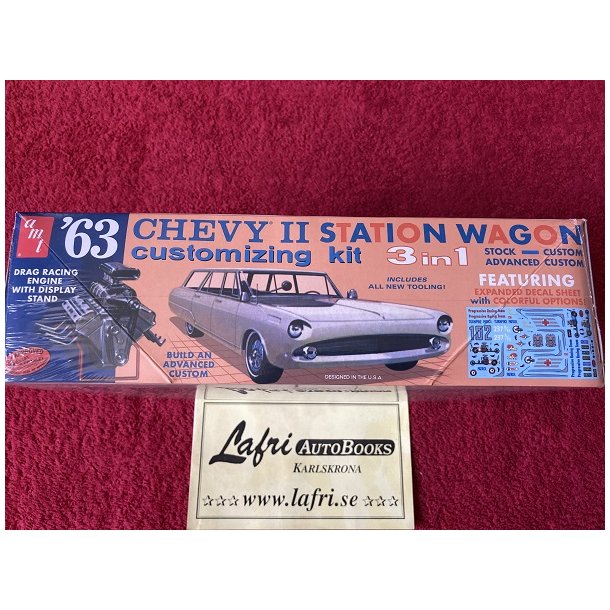 amt
'63
CHEVY II STATION WAGON
customizing kit 3 in 1
STOCK – CUSTOM
ADVANCED CUSTOM
DRAG RACING
ENGINE
WITH DISPLAY
STAND
INCLUDES
ALL NEW TOOLING!
FEATURING
EXPANDED DECAL SHEET
with COLORFUL OPTIONS!
BUILD AN
ADVANCED
CUSTOM
DESIGNED IN THE U.S.A.
Lafri AUTOBOOKS
KARLSKRONA
☆☆☆ www.lafri.se ☆☆☆